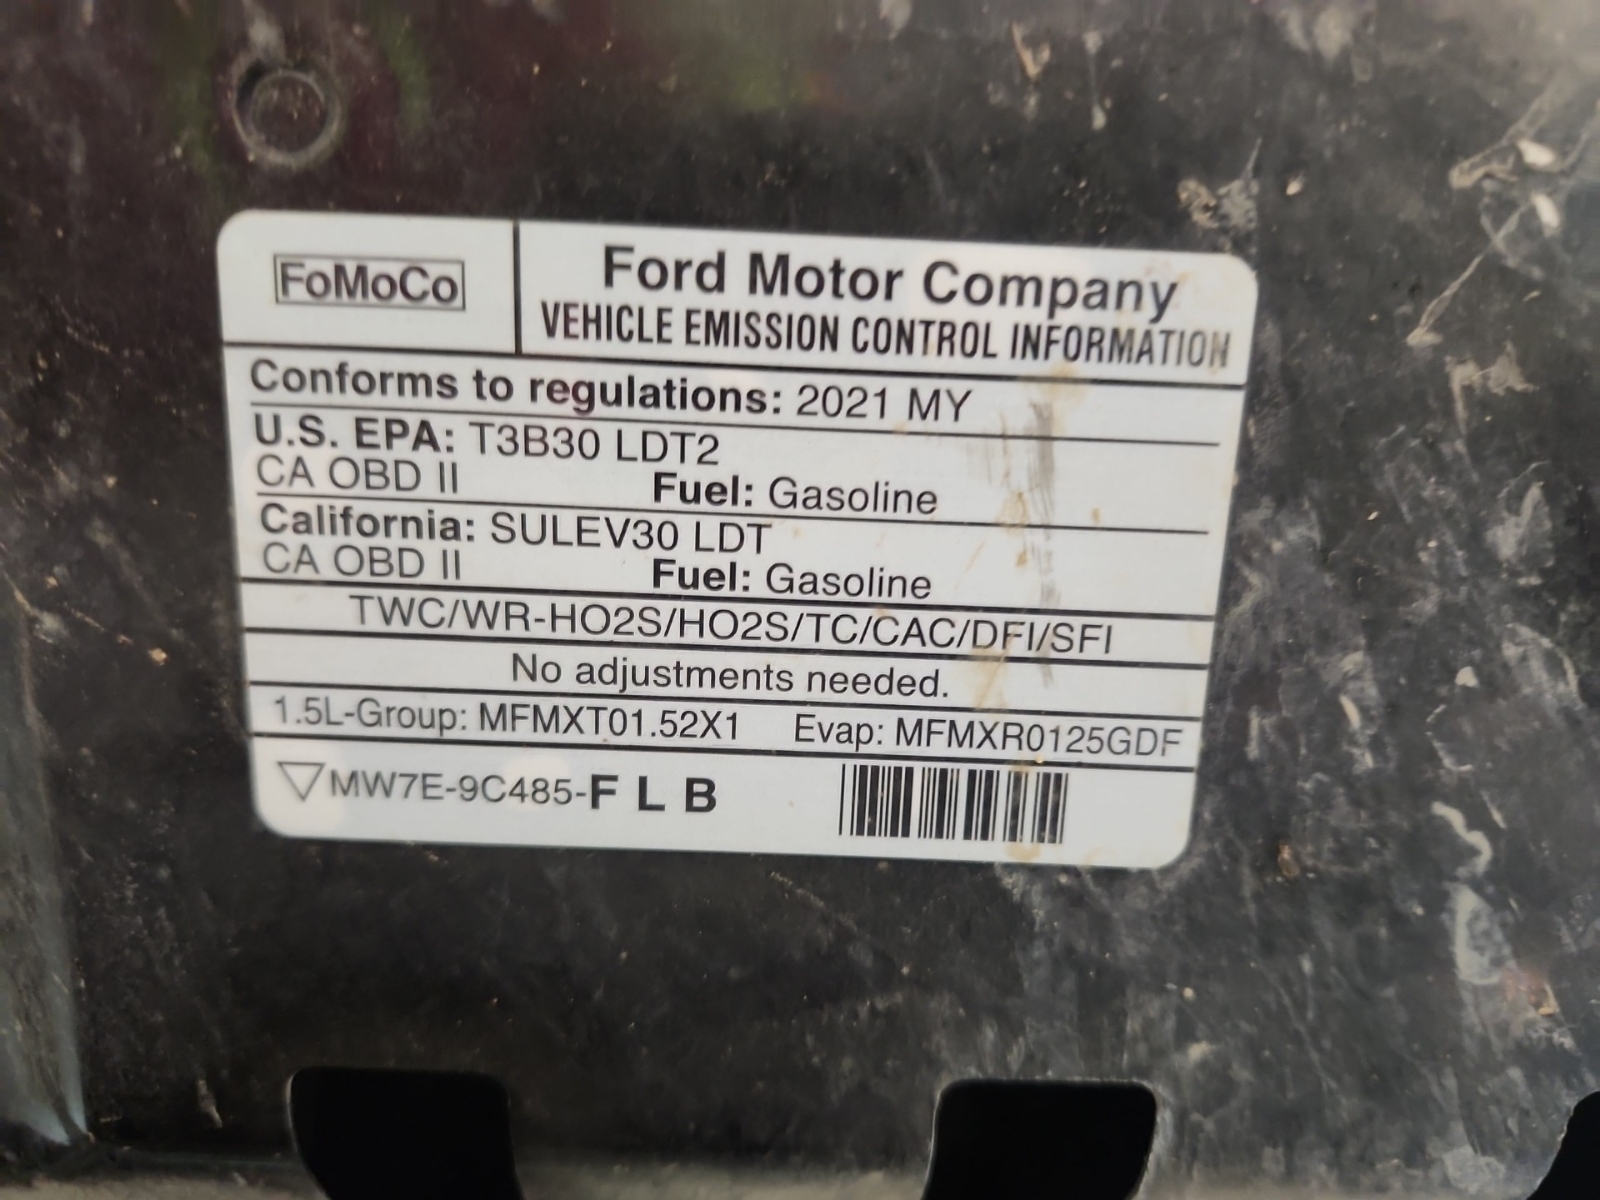 FoMoCo
Ford Motor Company
VEHICLE EMISSION CONTROL INFORMATION
Conforms to regulations: 2021 MY
U.S. EPA: T3B30 LDT2
CA OBD II Fuel: Gasoline
California: SULEV30 LDT
CA OBD II Fuel: Gasoline
TWC/WR-HO2S/HO2S/TC/CAC/DFI/SFI
No adjustments needed.
1.5L-Group: MFMXT01.52X1 Evap: MFMXR0125GDF
MW7E-9C485-F L B